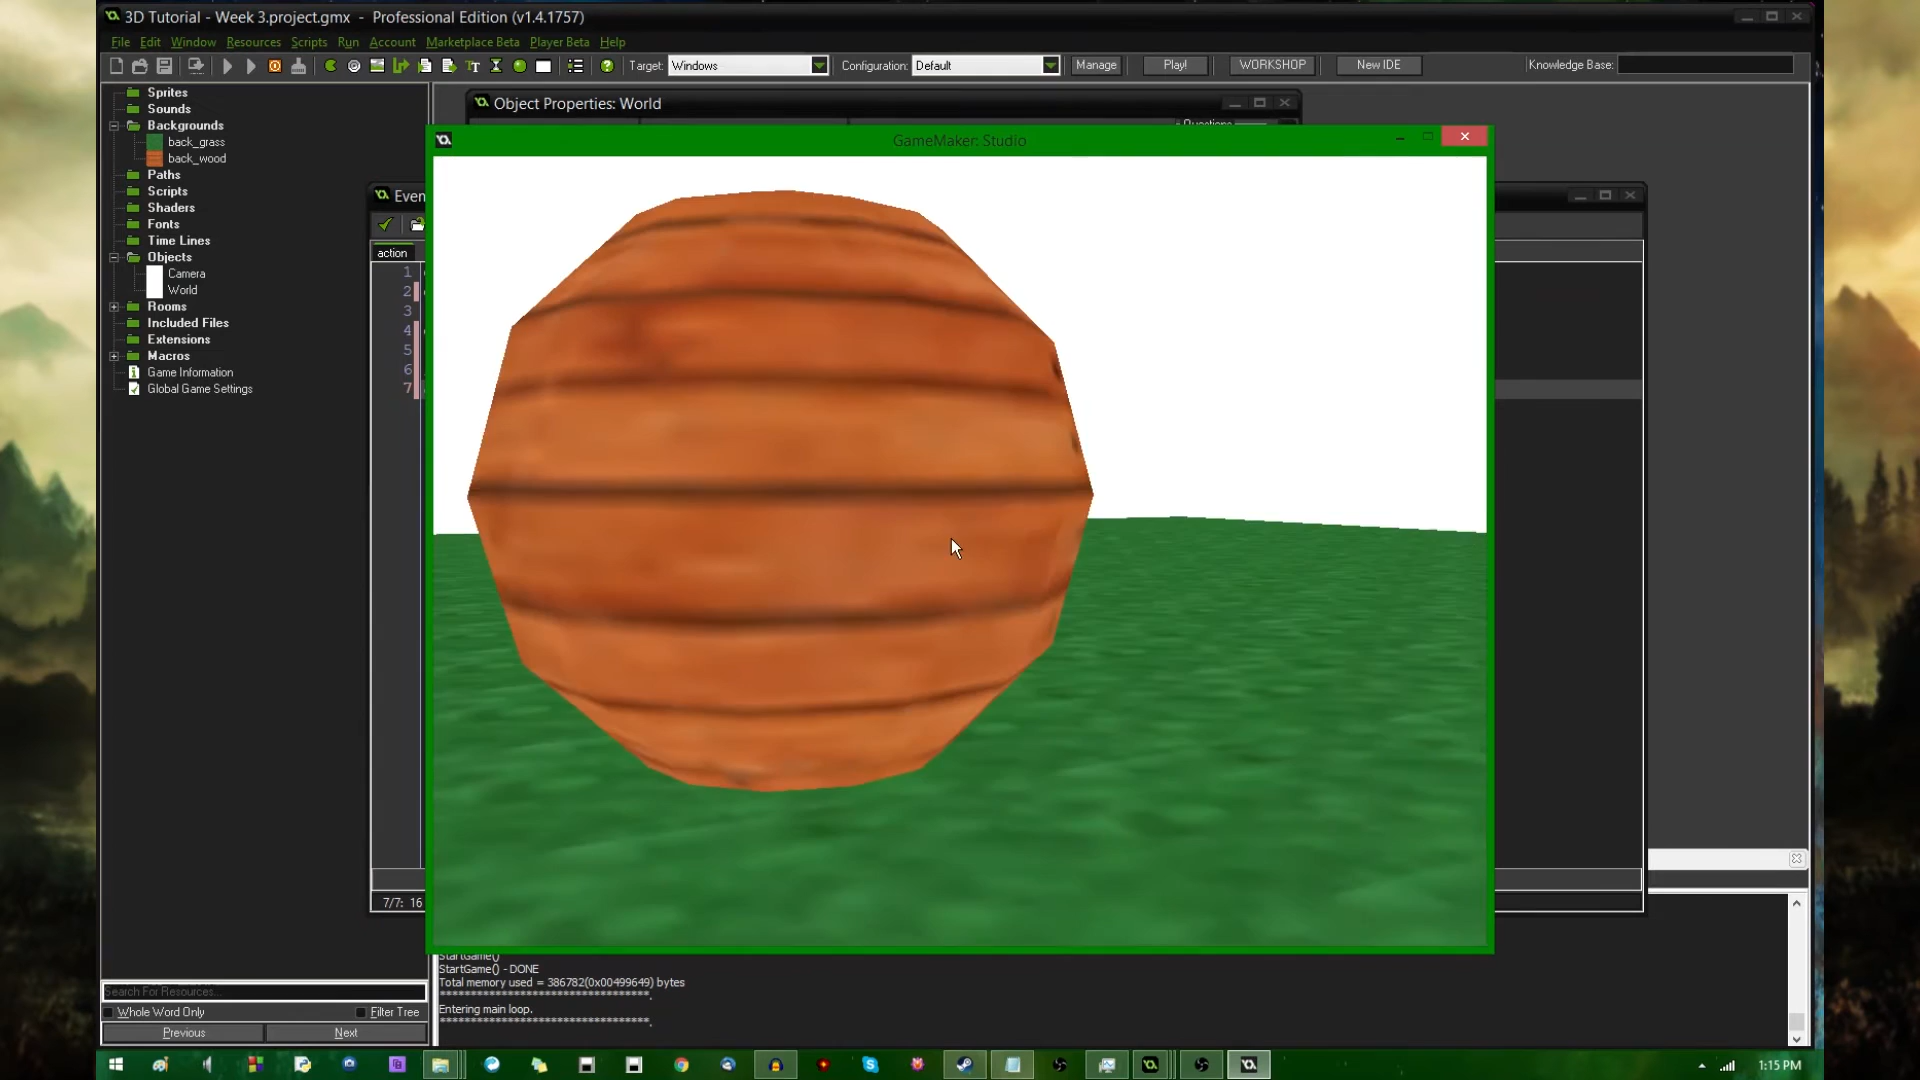 3D Tutorial - Week 3.project.gmx - Professional Edition (v1.4.1757)
File Edit Window Resources Scripts Run Account Marketplace Beta Player Beta Help
Target: Windows Configuration: Default Manage Play! WORKSHOP New IDE Knowledge Base:
Sprites
Sounds
Backgrounds
back_grass
back_wood
Paths
Scripts
Shaders
Fonts
Time Lines
Objects
Camera
World
Rooms
Included Files
Extensions
Macros
Game Information
Global Game Settings
Search For Resources...
Whole Word Only Filter Tree
Previous Next
Object Properties: World
GameMaker: Studio
Even
action
1
2
3
4
5
6
7
7/7: 16
StartGame()
StartGame() - DONE
Total memory used = 386782(0x00499649) bytes
**********************************.
Entering main loop.
**********************************.
1:15 PM